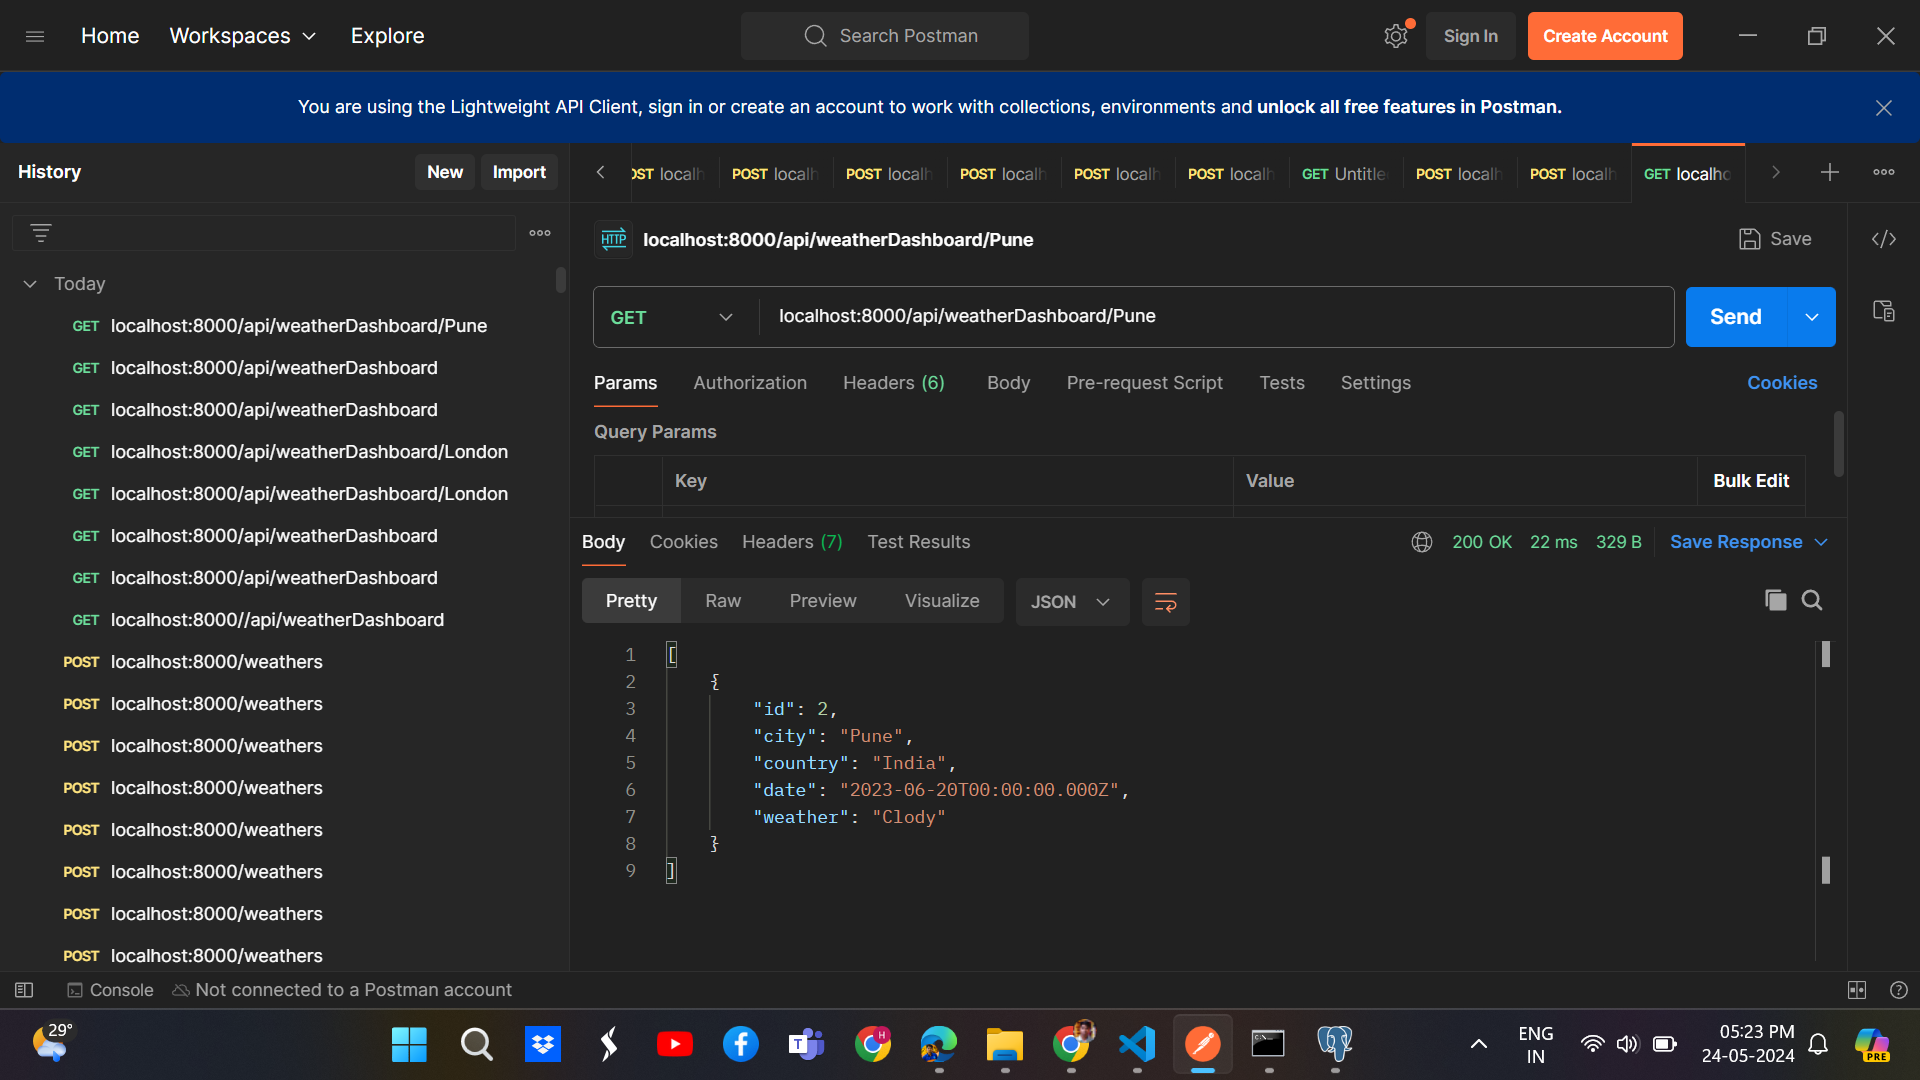 Home Workspaces Explore
Search Postman
Sign In Create Account
You are using the Lightweight API Client, sign in or create an account to work with collections, environments and unlock all free features in Postman.
History New Import
Today
GET localhost:8000/api/weatherDashboard/Pune
GET localhost:8000/api/weatherDashboard
GET localhost:8000/api/weatherDashboard
GET localhost:8000/api/weatherDashboard/London
GET localhost:8000/api/weatherDashboard/London
GET localhost:8000/api/weatherDashboard
GET localhost:8000/api/weatherDashboard
GET localhost:8000//api/weatherDashboard
POST localhost:8000/weathers
POST localhost:8000/weathers
POST localhost:8000/weathers
POST localhost:8000/weathers
POST localhost:8000/weathers
POST localhost:8000/weathers
POST localhost:8000/weathers
POST localhost:8000/weathers
OST localh POST localh POST localh POST localh POST localh POST localh GET Untitle POST localh POST localh GET localho
HTTP localhost:8000/api/weatherDashboard/Pune
Save
GET localhost:8000/api/weatherDashboard/Pune
Send
Params Authorization Headers (6) Body Pre-request Script Tests Settings Cookies
Query Params
Key Value Bulk Edit
Body Cookies Headers (7) Test Results 200 OK 22 ms 329 B Save Response
Pretty Raw Preview Visualize JSON
1 [
2 {
3 "id": 2,
4 "city": "Pune",
5 "country": "India",
6 "date": "2023-06-20T00:00:00.000Z",
7 "weather": "Clody"
8 }
9 ]
Console Not connected to a Postman account
29°
ENG
IN
05:23 PM
24-05-2024
PRE